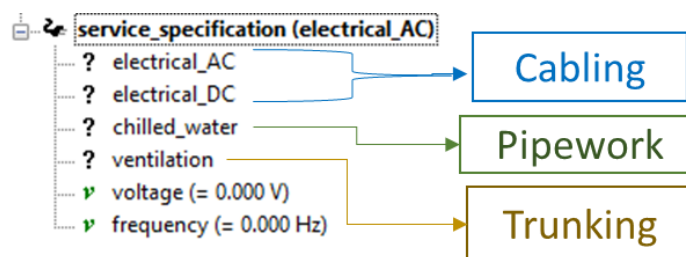 service_specification (electrical_AC)
? electrical_AC
? electrical_DC
? chilled_water
? ventilation
v voltage (= 0.000 V)
v frequency (= 0.000 Hz)
Cabling
Pipework
Trunking